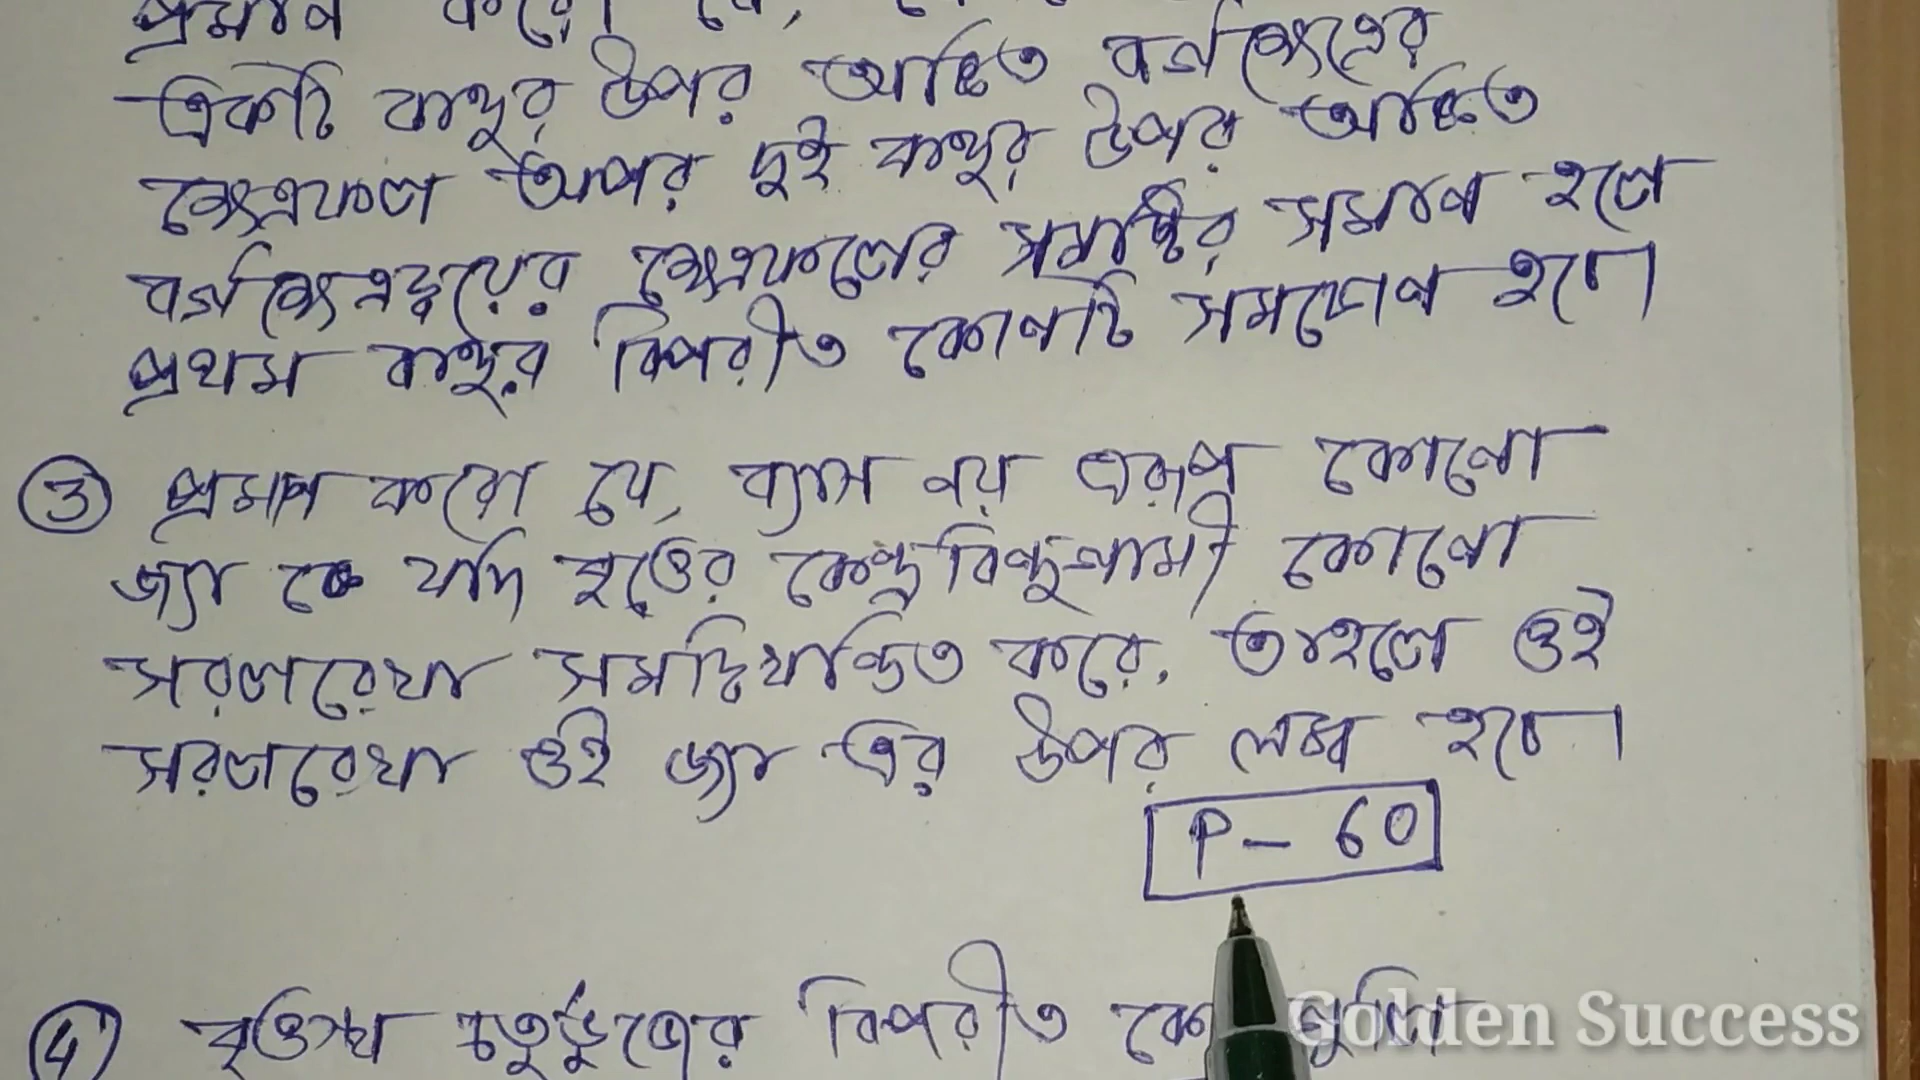 প্রমাণ করো যে,
একটি বাহুর উপর অঙ্কিত বর্গক্ষেত্রের
ক্ষেত্রফল অপর দুই বাহুর উপর অঙ্কিত
বর্গক্ষেত্রদ্বয়ের ক্ষেত্রফলের সমষ্টির সমান হলে
প্রথম বাহুর বিপরীত কোণটি সমকোণ হবে।
③ প্রমাণ করো যে, ব্যাস নয় এরূপ কোনো
জ্যা কে যদি বৃত্তের কেন্দ্রবিন্দুগামী কোনো
সরলরেখা সমদ্বিখণ্ডিত করে, তাহলে ওই
সরলরেখা ওই জ্যা এর উপর লম্ব হবে।
P - 60
④ বৃত্তস্থ চতুর্ভুজের বিপরীত
Golden Success